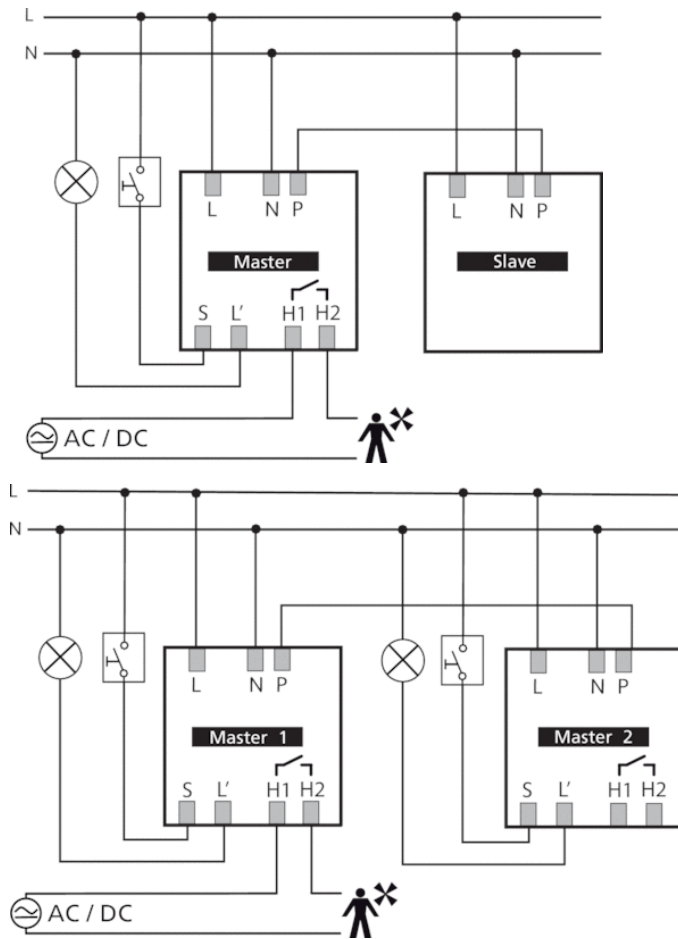 L
N
L N P
L N P
Master
Slave
S L' H1 H2
AC / DC
L
N
L N P
L N P
Master 1
Master 2
S L' H1 H2
S L' H1 H2
AC / DC